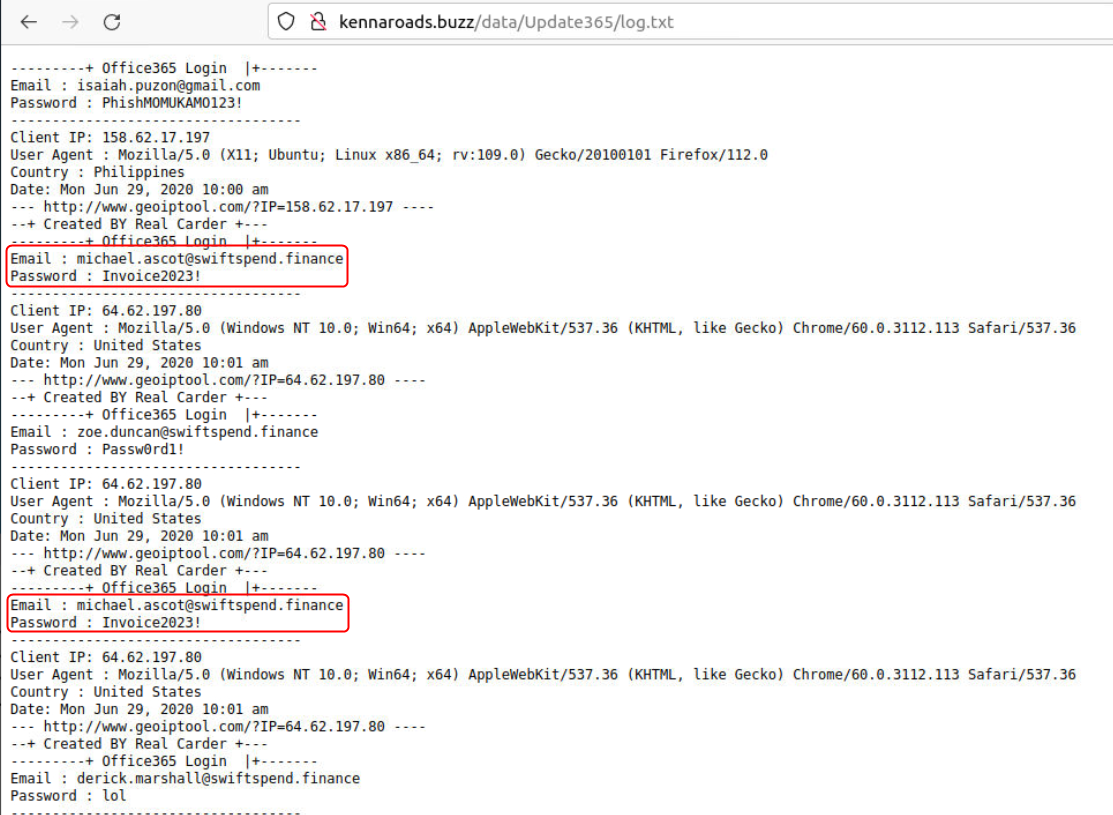 kennaroads.buzz/data/Update365/log.txt
---------+ Office365 Login  |+-------
Email : isaiah.puzon@gmail.com
Password : PhishMOMUKAMO123!
-----------------------------------
Client IP: 158.62.17.197
User Agent : Mozilla/5.0 (X11; Ubuntu; Linux x86_64; rv:109.0) Gecko/20100101 Firefox/112.0
Country : Philippines
Date: Mon Jun 29, 2020 10:00 am
--- http://www.geoiptool.com/?IP=158.62.17.197 ----
--+ Created BY Real Carder +---
---------+ Office365 Login  |+-------
Email : michael.ascot@swiftspend.finance
Password : Invoice2023!
-----------------------------------
Client IP: 64.62.197.80
User Agent : Mozilla/5.0 (Windows NT 10.0; Win64; x64) AppleWebKit/537.36 (KHTML, like Gecko) Chrome/60.0.3112.113 Safari/537.36
Country : United States
Date: Mon Jun 29, 2020 10:01 am
--- http://www.geoiptool.com/?IP=64.62.197.80 ----
--+ Created BY Real Carder +---
---------+ Office365 Login  |+-------
Email : zoe.duncan@swiftspend.finance
Password : Passw0rd1!
-----------------------------------
Client IP: 64.62.197.80
User Agent : Mozilla/5.0 (Windows NT 10.0; Win64; x64) AppleWebKit/537.36 (KHTML, like Gecko) Chrome/60.0.3112.113 Safari/537.36
Country : United States
Date: Mon Jun 29, 2020 10:01 am
--- http://www.geoiptool.com/?IP=64.62.197.80 ----
--+ Created BY Real Carder +---
---------+ Office365 Login  |+-------
Email : michael.ascot@swiftspend.finance
Password : Invoice2023!
-----------------------------------
Client IP: 64.62.197.80
User Agent : Mozilla/5.0 (Windows NT 10.0; Win64; x64) AppleWebKit/537.36 (KHTML, like Gecko) Chrome/60.0.3112.113 Safari/537.36
Country : United States
Date: Mon Jun 29, 2020 10:01 am
--- http://www.geoiptool.com/?IP=64.62.197.80 ----
--+ Created BY Real Carder +---
---------+ Office365 Login  |+-------
Email : derick.marshall@swiftspend.finance
Password : lol
-----------------------------------